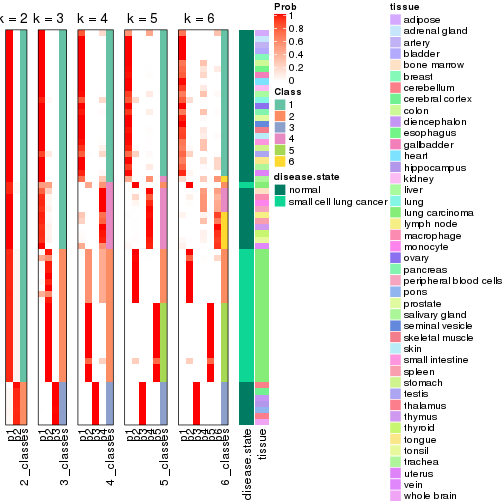 k = 2
k = 3
k = 4
k = 5
k = 6
p1
p2
2_classes
p1
p2
p3
3_classes
p1
p2
p3
p4
4_classes
p1
p2
p3
p4
p5
5_classes
p1
p2
p3
p4
p5
p6
6_classes
disease.state
tissue
Prob
1
0.8
0.6
0.4
0.2
0
Class
1
2
3
4
5
6
disease.state
normal
small cell lung cancer
tissue
adipose
adrenal gland
artery
bladder
bone marrow
breast
cerebellum
cerebral cortex
colon
diencephalon
esophagus
gallbadder
heart
hippocampus
kidney
liver
lung
lung carcinoma
lymph node
macrophage
monocyte
ovary
pancreas
peripheral blood cells
pons
prostate
salivary gland
seminal vesicle
skeletal muscle
skin
small intestine
spleen
stomach
testis
thalamus
thymus
thyroid
tongue
tonsil
trachea
uterus
vein
whole brain